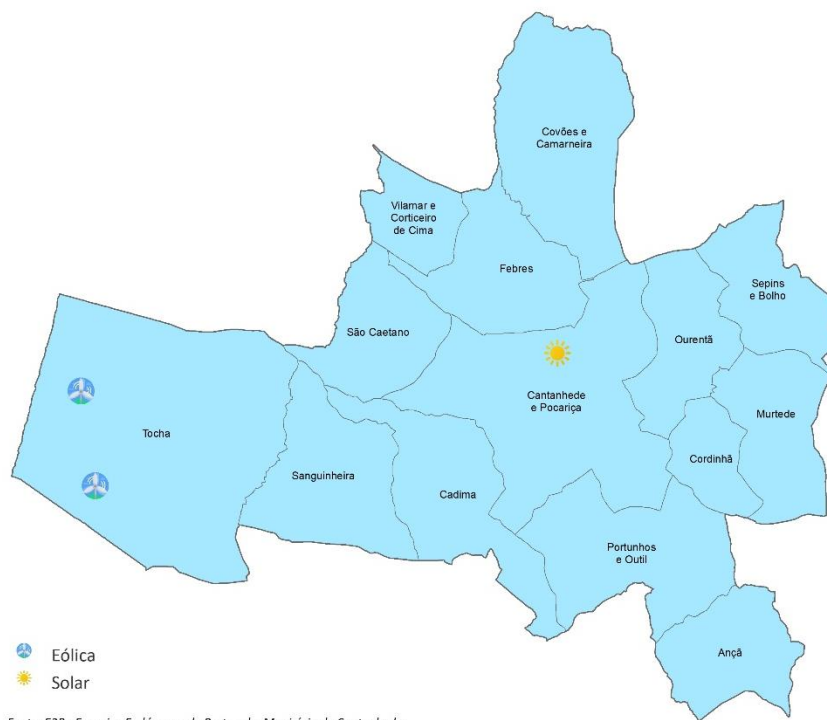 Covões e
Camarneira
Vilamar e
Corticeiro
de Cima
Febres
Sepins
e Bolho
São Caetano
Ourentã
Cantanhede
e Pocariça
Murtede
Tocha
Cordinhã
Sanguinheira
Cadima
Portunhos
e Outil
Ançã
Eólica
Solar